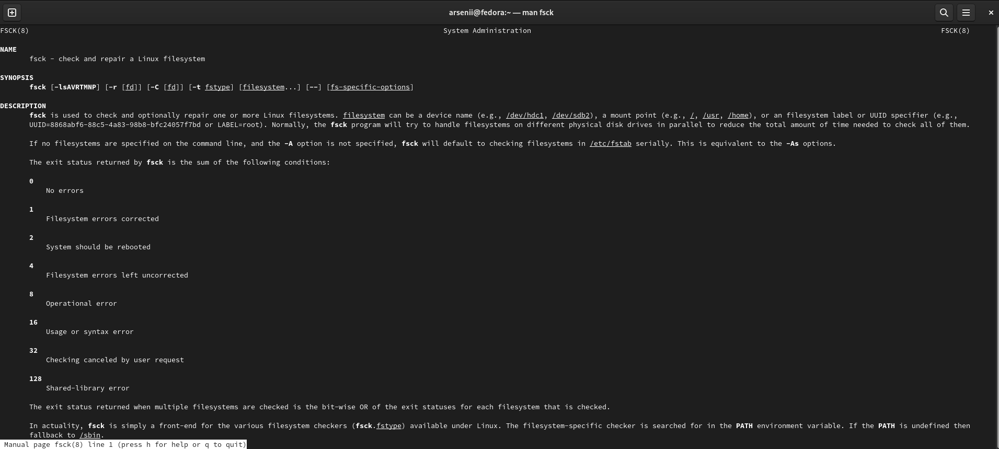 arsenii@fedora:~ — man fsck
FSCK(8) System Administration FSCK(8)
NAME
fsck - check and repair a Linux filesystem
SYNOPSIS
fsck [-lsAVRTMNP] [-r [fd]] [-C [fd]] [-t fstype] [filesystem...] [--] [fs-specific-options]
DESCRIPTION
fsck is used to check and optionally repair one or more Linux filesystems. filesystem can be a device name (e.g., /dev/hdc1, /dev/sdb2), a mount point (e.g., /, /usr, /home), or an filesystem label or UUID specifier (e.g.,
UUID=8868abf6-88c5-4a83-98b8-bfc24057f7bd or LABEL=root). Normally, the fsck program will try to handle filesystems on different physical disk drives in parallel to reduce the total amount of time needed to check all of them.
If no filesystems are specified on the command line, and the -A option is not specified, fsck will default to checking filesystems in /etc/fstab serially. This is equivalent to the -As options.
The exit status returned by fsck is the sum of the following conditions:
0
No errors
1
Filesystem errors corrected
2
System should be rebooted
4
Filesystem errors left uncorrected
8
Operational error
16
Usage or syntax error
32
Checking canceled by user request
128
Shared-library error
The exit status returned when multiple filesystems are checked is the bit-wise OR of the exit statuses for each filesystem that is checked.
In actuality, fsck is simply a front-end for the various filesystem checkers (fsck.fstype) available under Linux. The filesystem-specific checker is searched for in the PATH environment variable. If the PATH is undefined then
fallback to /sbin.
Manual page fsck(8) line 1 (press h for help or q to quit)